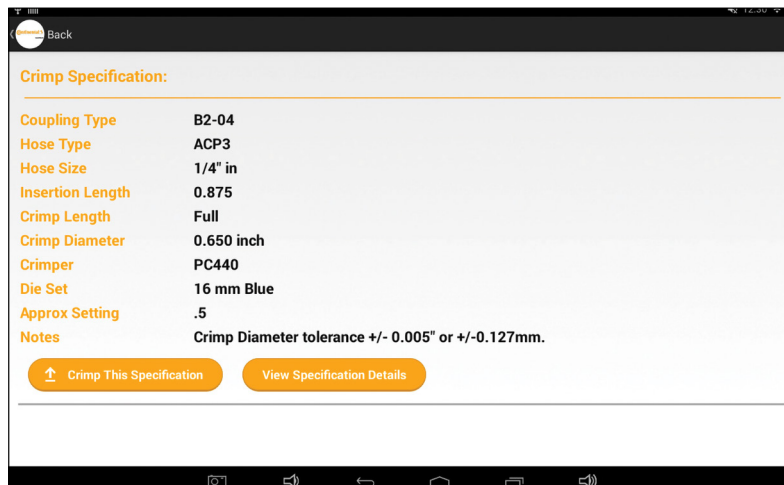 12:30
Back
Crimp Specification:
Coupling Type B2-04
Hose Type ACP3
Hose Size 1/4" in
Insertion Length 0.875
Crimp Length Full
Crimp Diameter 0.650 inch
Crimper PC440
Die Set 16 mm Blue
Approx Setting .5
Notes Crimp Diameter tolerance +/- 0.005" or +/-0.127mm.
Crimp This Specification View Specification Details